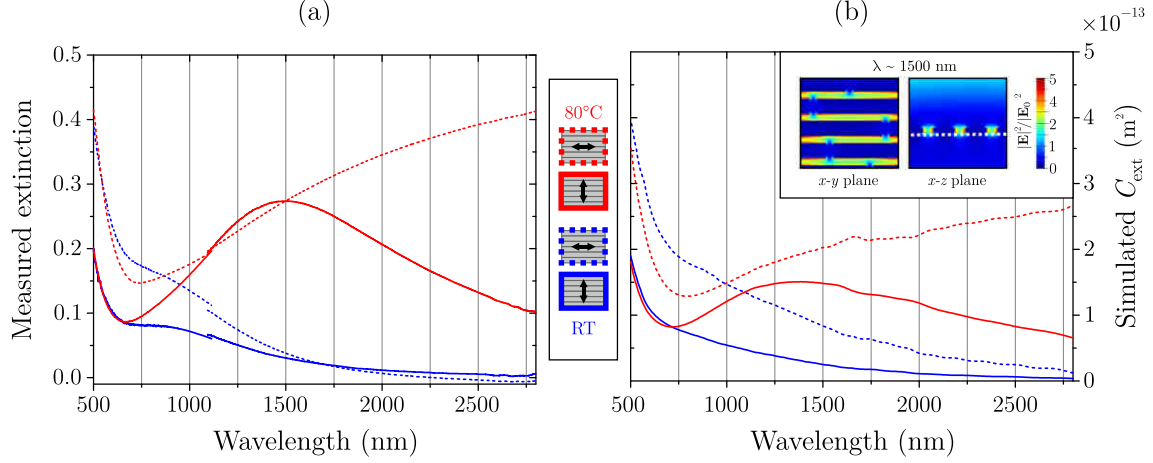 (a)
(b)
×10⁻¹³
0.5
0.4
0.3
0.2
0.1
0.0
Measured extinction
500 1000 1500 2000 2500
Wavelength (nm)
80°C
RT
λ ~ 1500 nm
x-y plane
x-z plane
5
4
2
1
0
|E|²/|E₀|²
5
4
3
2
1
0
Simulated C_ext (m²)
500 1000 1500 2000 2500
Wavelength (nm)